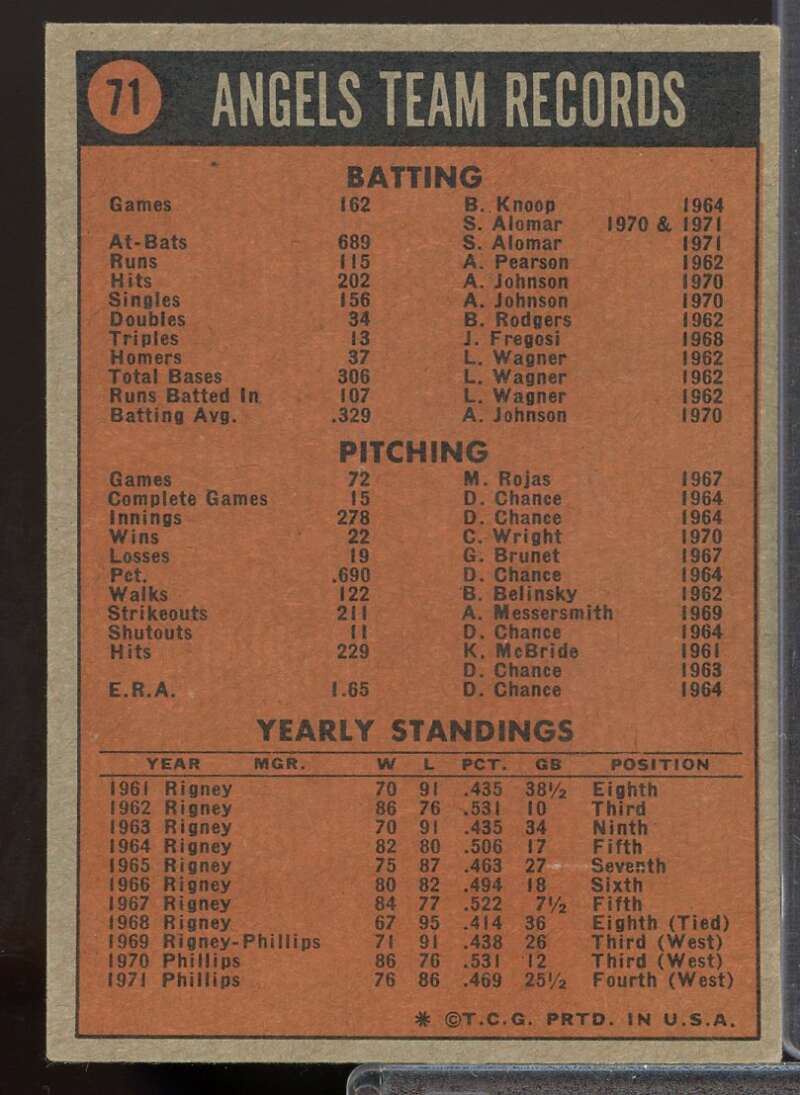 71 ANGELS TEAM RECORDS
BATTING
Games 162 B. Knoop 1964
S. Alomar 1970 & 1971
At-Bats 689 S. Alomar 1971
Runs 115 A. Pearson 1962
Hits 202 A. Johnson 1970
Singles 156 A. Johnson 1970
Doubles 34 B. Rodgers 1962
Triples 13 J. Fregosi 1968
Homers 37 L. Wagner 1962
Total Bases 306 L. Wagner 1962
Runs Batted In 107 L. Wagner 1962
Batting Avg. .329 A. Johnson 1970
PITCHING
Games 72 M. Rojas 1967
Complete Games 15 D. Chance 1964
Innings 278 D. Chance 1964
Wins 22 C. Wright 1970
Losses 19 G. Brunet 1967
Pct. .690 D. Chance 1964
Walks 122 B. Belinsky 1962
Strikeouts 211 A. Messersmith 1969
Shutouts 11 D. Chance 1964
Hits 229 K. McBride 1961
D. Chance 1963
E.R.A. 1.65 D. Chance 1964
YEARLY STANDINGS
YEAR MGR. W L PCT. GB POSITION
1961 Rigney 70 91 .435 38½ Eighth
1962 Rigney 86 76 .531 10 Third
1963 Rigney 70 91 .435 34 Ninth
1964 Rigney 82 80 .506 17 Fifth
1965 Rigney 75 87 .463 27 Seventh
1966 Rigney 80 82 .494 18 Sixth
1967 Rigney 84 77 .522 7½ Fifth
1968 Rigney 67 95 .414 36 Eighth (Tied)
1969 Rigney-Phillips 71 91 .438 26 Third (West)
1970 Phillips 86 76 .531 12 Third (West)
1971 Phillips 76 86 .469 25½ Fourth (West)
* ©T.C.G. PRTD. IN U.S.A.